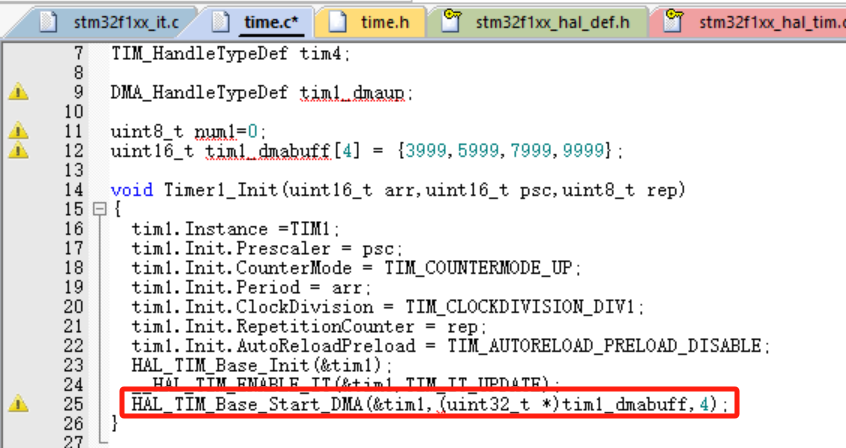 stm32f1xx_it.c time.c* time.h stm32f1xx_hal_def.h stm32f1xx_hal_tim.c
7 TIM_HandleTypeDef tim4;
8
9 DMA_HandleTypeDef tim1_dmaup;
10
11 uint8_t num1=0;
12 uint16_t tim1_dmabuff[4] = {3999,5999,7999,9999};
13
14 void Timer1_Init(uint16_t arr,uint16_t psc,uint8_t rep)
15 {
16 tim1.Instance =TIM1;
17 tim1.Init.Prescaler = psc;
18 tim1.Init.CounterMode = TIM_COUNTERMODE_UP;
19 tim1.Init.Period = arr;
20 tim1.Init.ClockDivision = TIM_CLOCKDIVISION_DIV1;
21 tim1.Init.RepetitionCounter = rep;
22 tim1.Init.AutoReloadPreload = TIM_AUTORELOAD_PRELOAD_DISABLE;
23 HAL_TIM_Base_Init(&tim1);
24 __HAL_TIM_ENABLE_IT(&tim1,TIM_IT_UPDATE);
25 HAL_TIM_Base_Start_DMA(&tim1,(uint32_t *)tim1_dmabuff,4);
26 }
27